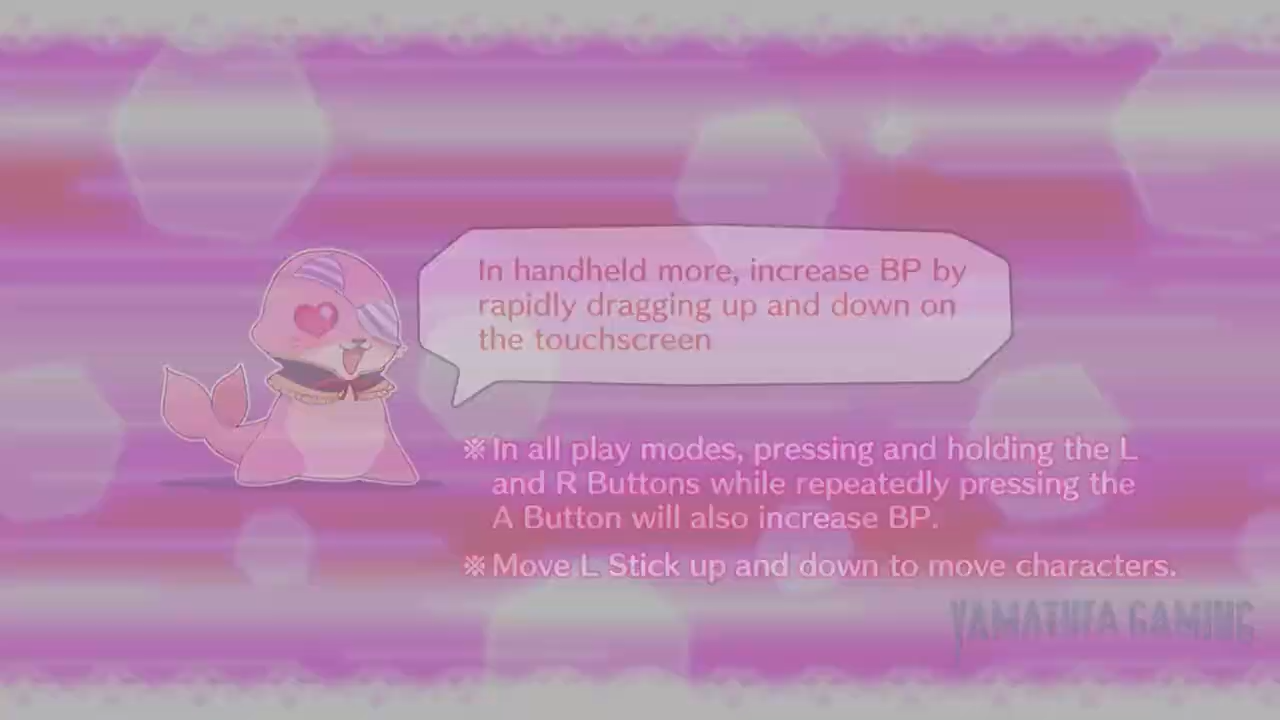 In handheld more, increase BP by
rapidly dragging up and down on
the touchscreen
※In all play modes, pressing and holding the L
and R Buttons while repeatedly pressing the
A Button will also increase BP.
※Move L Stick up and down to move characters.
GAMING